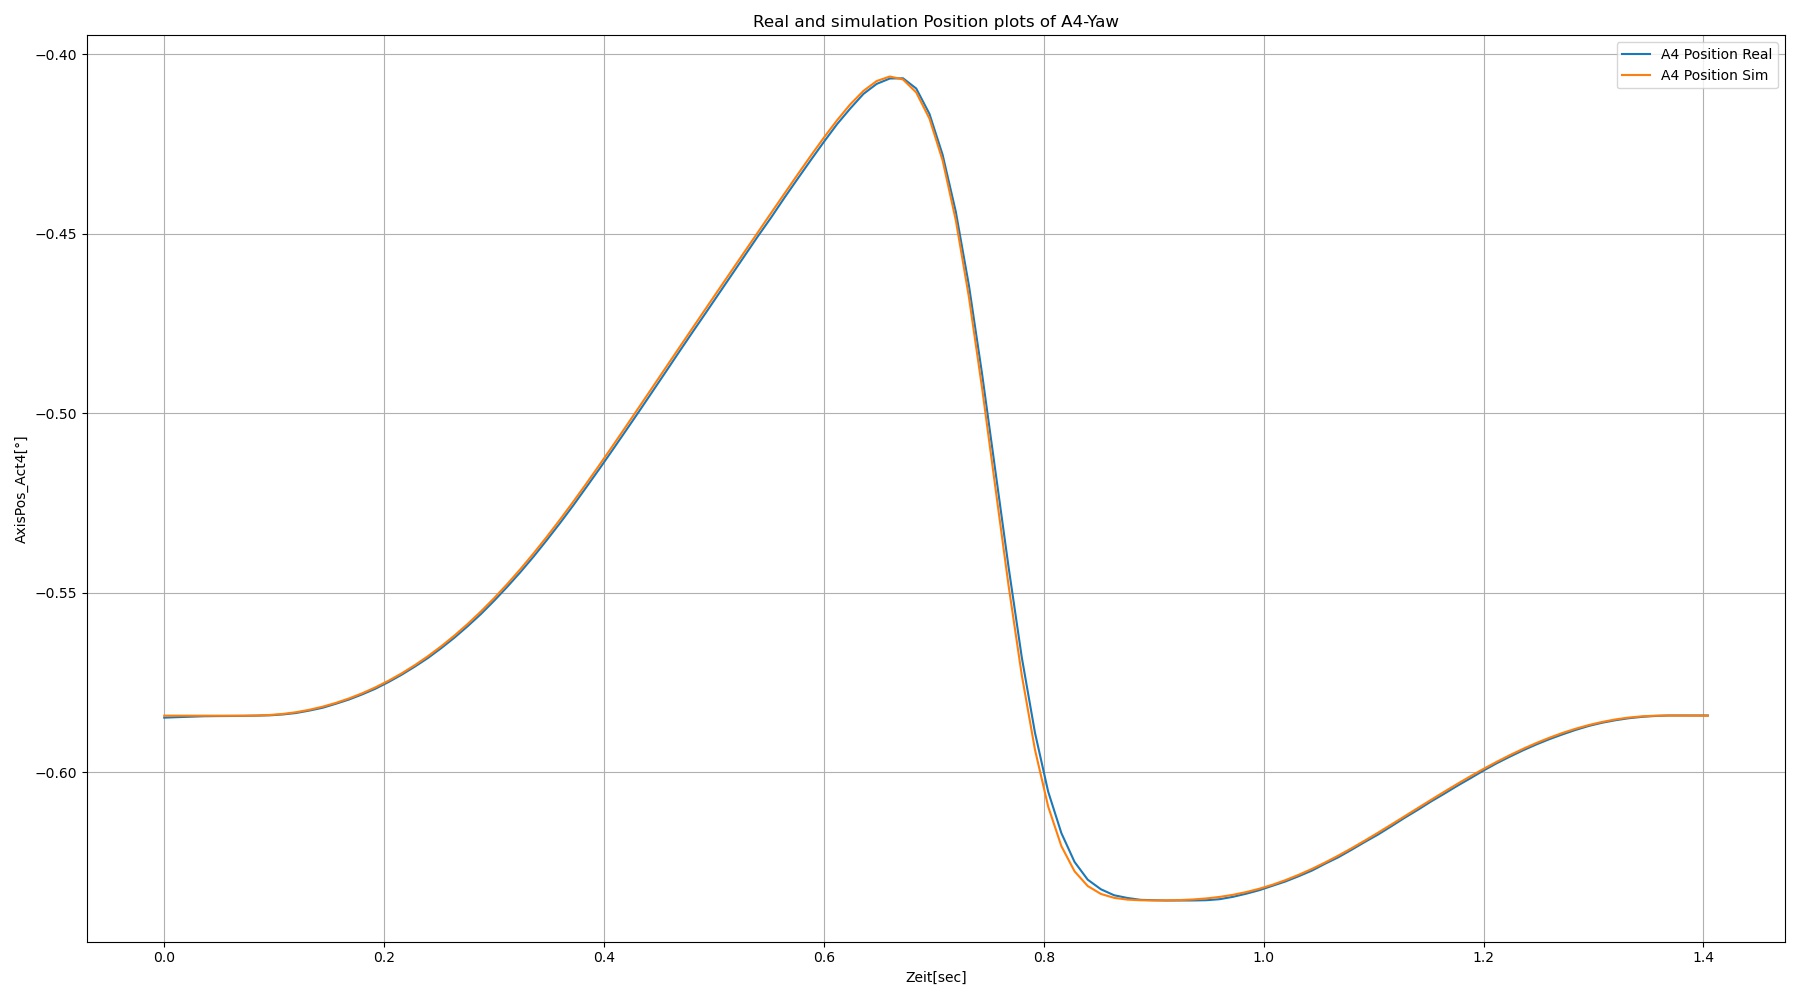 Real and simulation Position plots of A4-Yaw
A4 Position Real
A4 Position Sim
−0.40
−0.45
−0.50
−0.55
−0.60
AxisPos_Act4[°]
0.0 0.2 0.4 0.6 0.8 1.0 1.2 1.4
Zeit[sec]